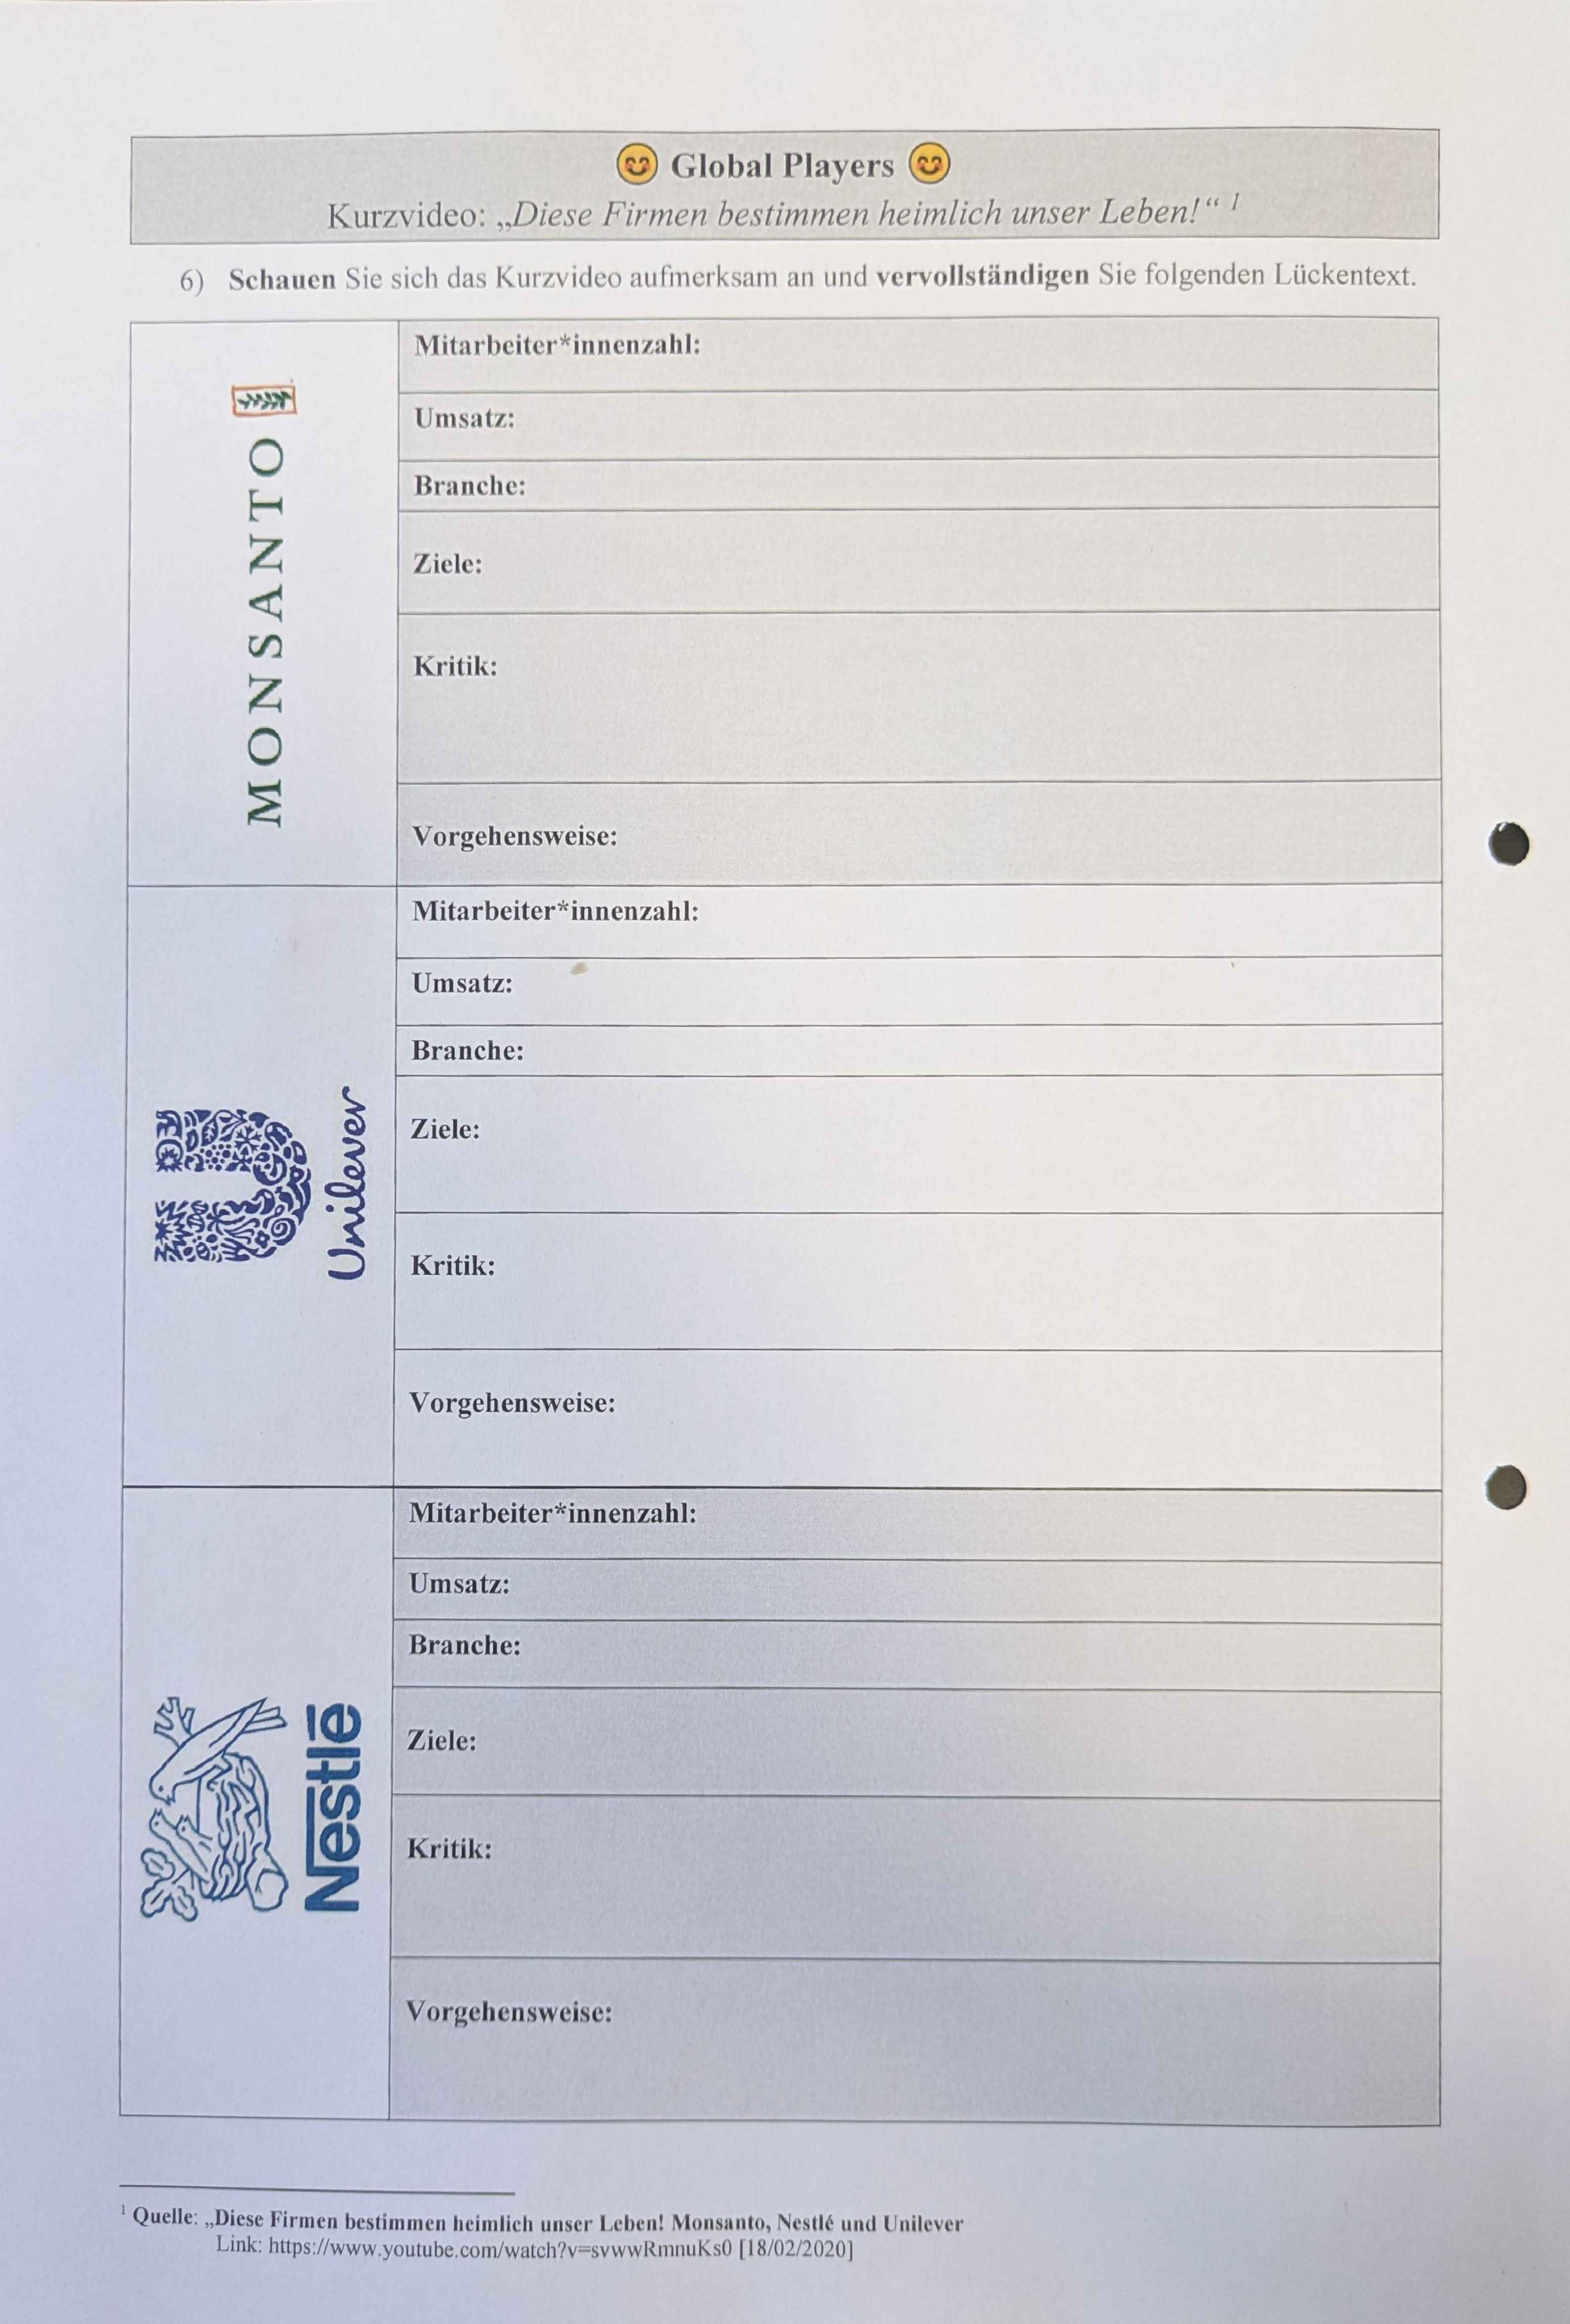 Global Players
Kurzvideo: „Diese Firmen bestimmen heimlich unser Leben!“ 1
6) Schauen Sie sich das Kurzvideo aufmerksam an und vervollständigen Sie folgenden Lückentext.
MONSANTO
Mitarbeiter*innenzahl:
Umsatz:
Branche:
Ziele:
Kritik:
Vorgehensweise:
Unilever
Mitarbeiter*innenzahl:
Umsatz:
Branche:
Ziele:
Kritik:
Vorgehensweise:
Nestlé
Mitarbeiter*innenzahl:
Umsatz:
Branche:
Ziele:
Kritik:
Vorgehensweise:
1 Quelle: „Diese Firmen bestimmen heimlich unser Leben! Monsanto, Nestlé und Unilever
Link: https://www.youtube.com/watch?v=svwwRmnuKs0 [18/02/2020]